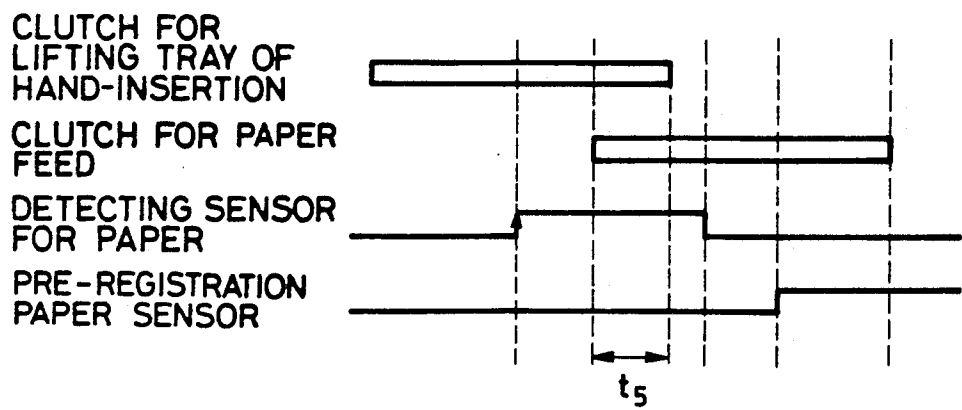 CLUTCH FOR
LIFTING TRAY OF
HAND-INSERTION
CLUTCH FOR PAPER
FEED
DETECTING SENSOR
FOR PAPER
PRE-REGISTRATION
PAPER SENSOR
t5